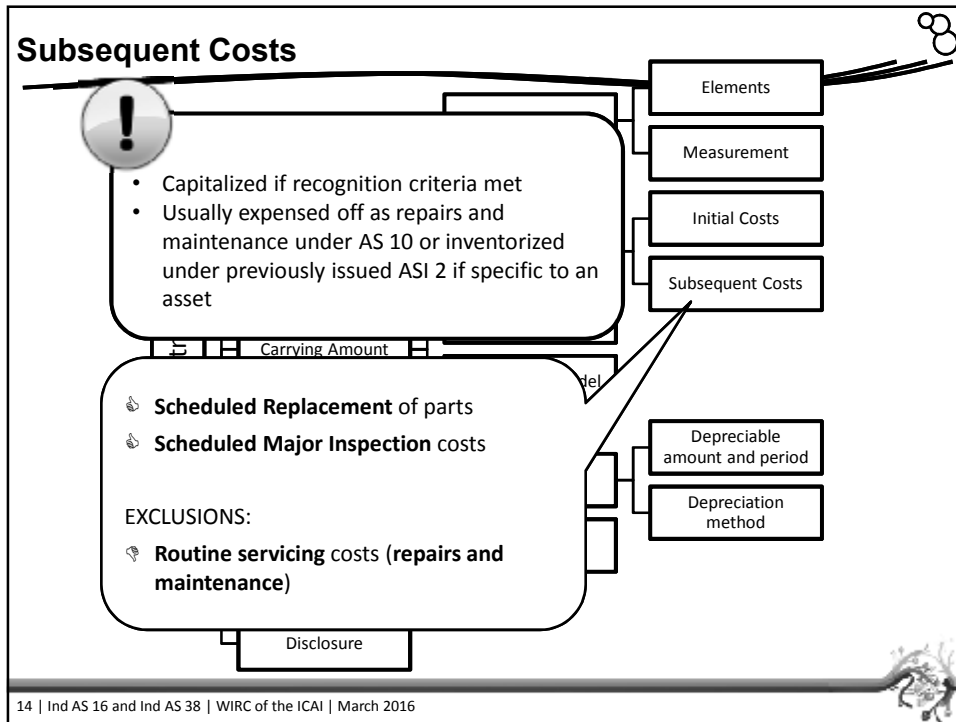 Subsequent Costs
Elements
Measurement
Initial Costs
Subsequent Costs
!
• Capitalized if recognition criteria met
• Usually expensed off as repairs and
maintenance under AS 10 or inventorized
under previously issued ASI 2 if specific to an
asset
Carrying Amount
Scheduled Replacement of parts
Scheduled Major Inspection costs
EXCLUSIONS:
Routine servicing costs (repairs and
maintenance)
Depreciable
amount and period
Depreciation
method
Disclosure
14 | Ind AS 16 and Ind AS 38 | WIRC of the ICAI | March 2016